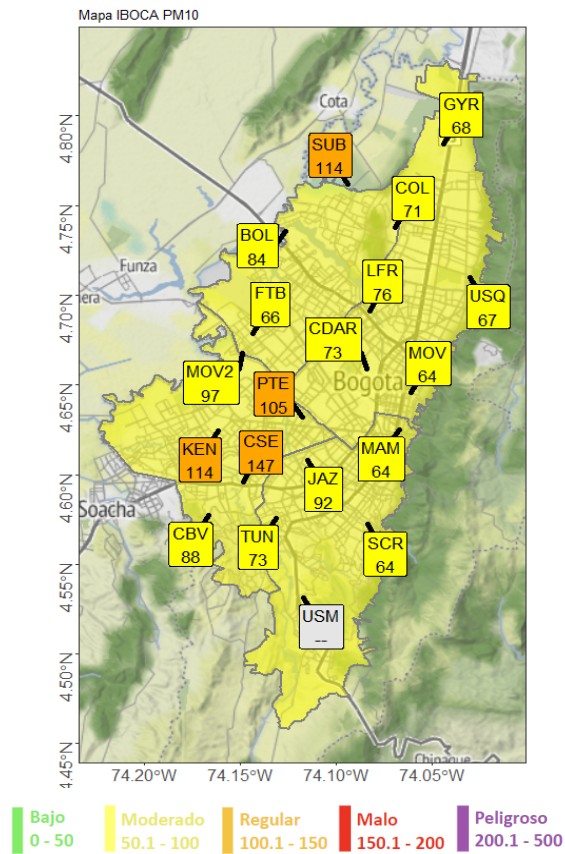 Mapa IBOCA PM10
4.80°N
4.75°N
4.70°N
4.65°N
4.60°N
4.55°N
4.50°N
4.45°N
Cota
GYR
68
SUB
114
COL
71
BOL
84
Funza
era
LFR
76
FTB
66
USQ
67
CDAR
73
MOV
64
MOV2
97
PTE
105
Bogota
KEN
114
CSE
147
MAM
64
JAZ
92
Soacha
CBV
88
TUN
73
SCR
64
USM
--
Chipaque
74.20°W
74.15°W
74.10°W
74.05°W
Bajo
0 - 50
Moderado
50.1 - 100
Regular
100.1 - 150
Malo
150.1 - 200
Peligroso
200.1 - 500